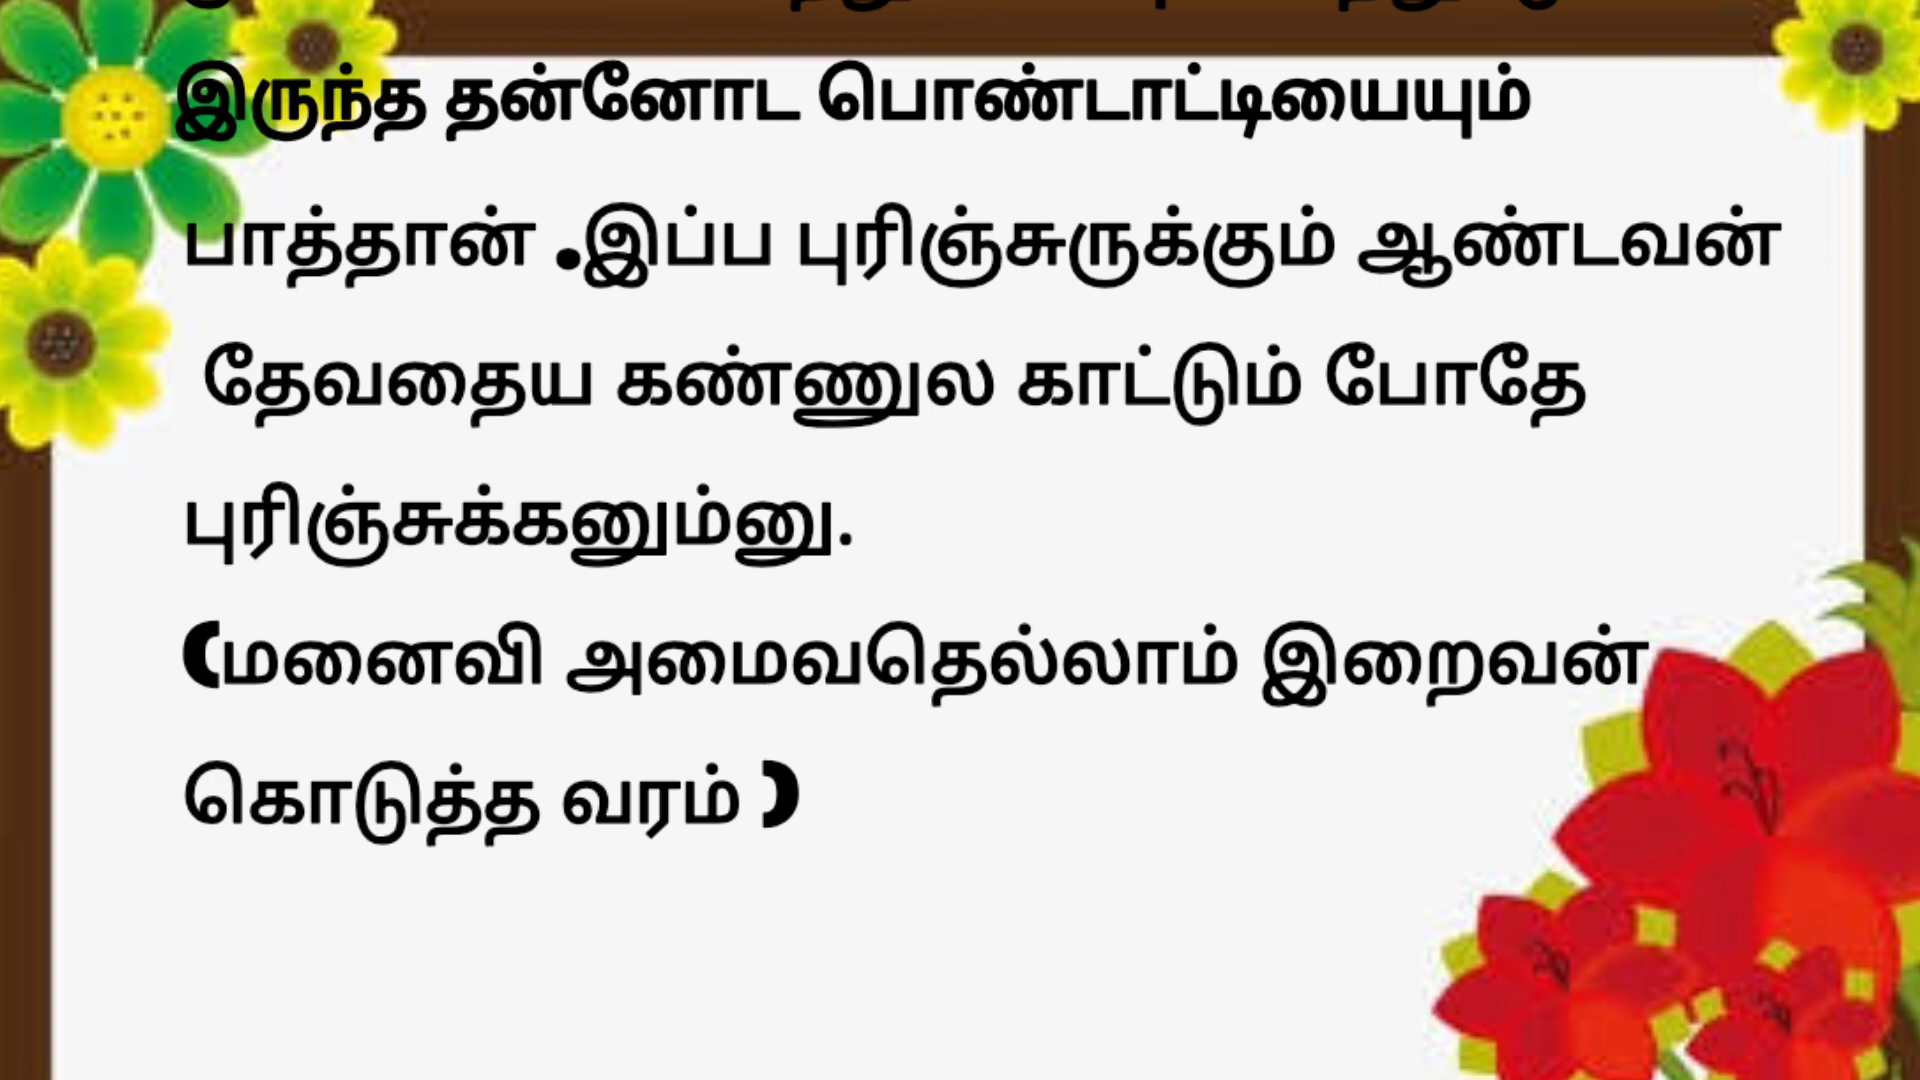 இருந்த தன்னோட பொண்டாட்டியையும்
பாத்தான் .இப்ப புரிஞ்சுருக்கும் ஆண்டவன்
தேவதைய கண்ணுல காட்டும் போதே
புரிஞ்சுக்கனும்னு.
(மனைவி அமைவதெல்லாம் இறைவன்
கொடுத்த வரம் )